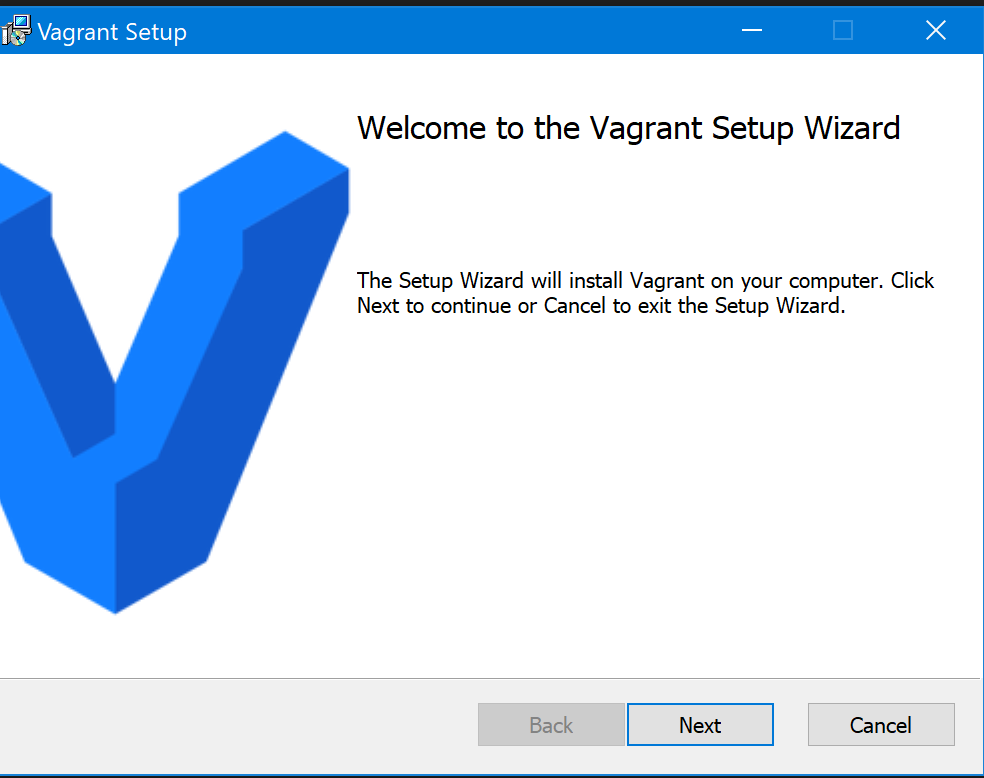 Vagrant Setup
Welcome to the Vagrant Setup Wizard
The Setup Wizard will install Vagrant on your computer. Click
Next to continue or Cancel to exit the Setup Wizard.
Back
Next
Cancel